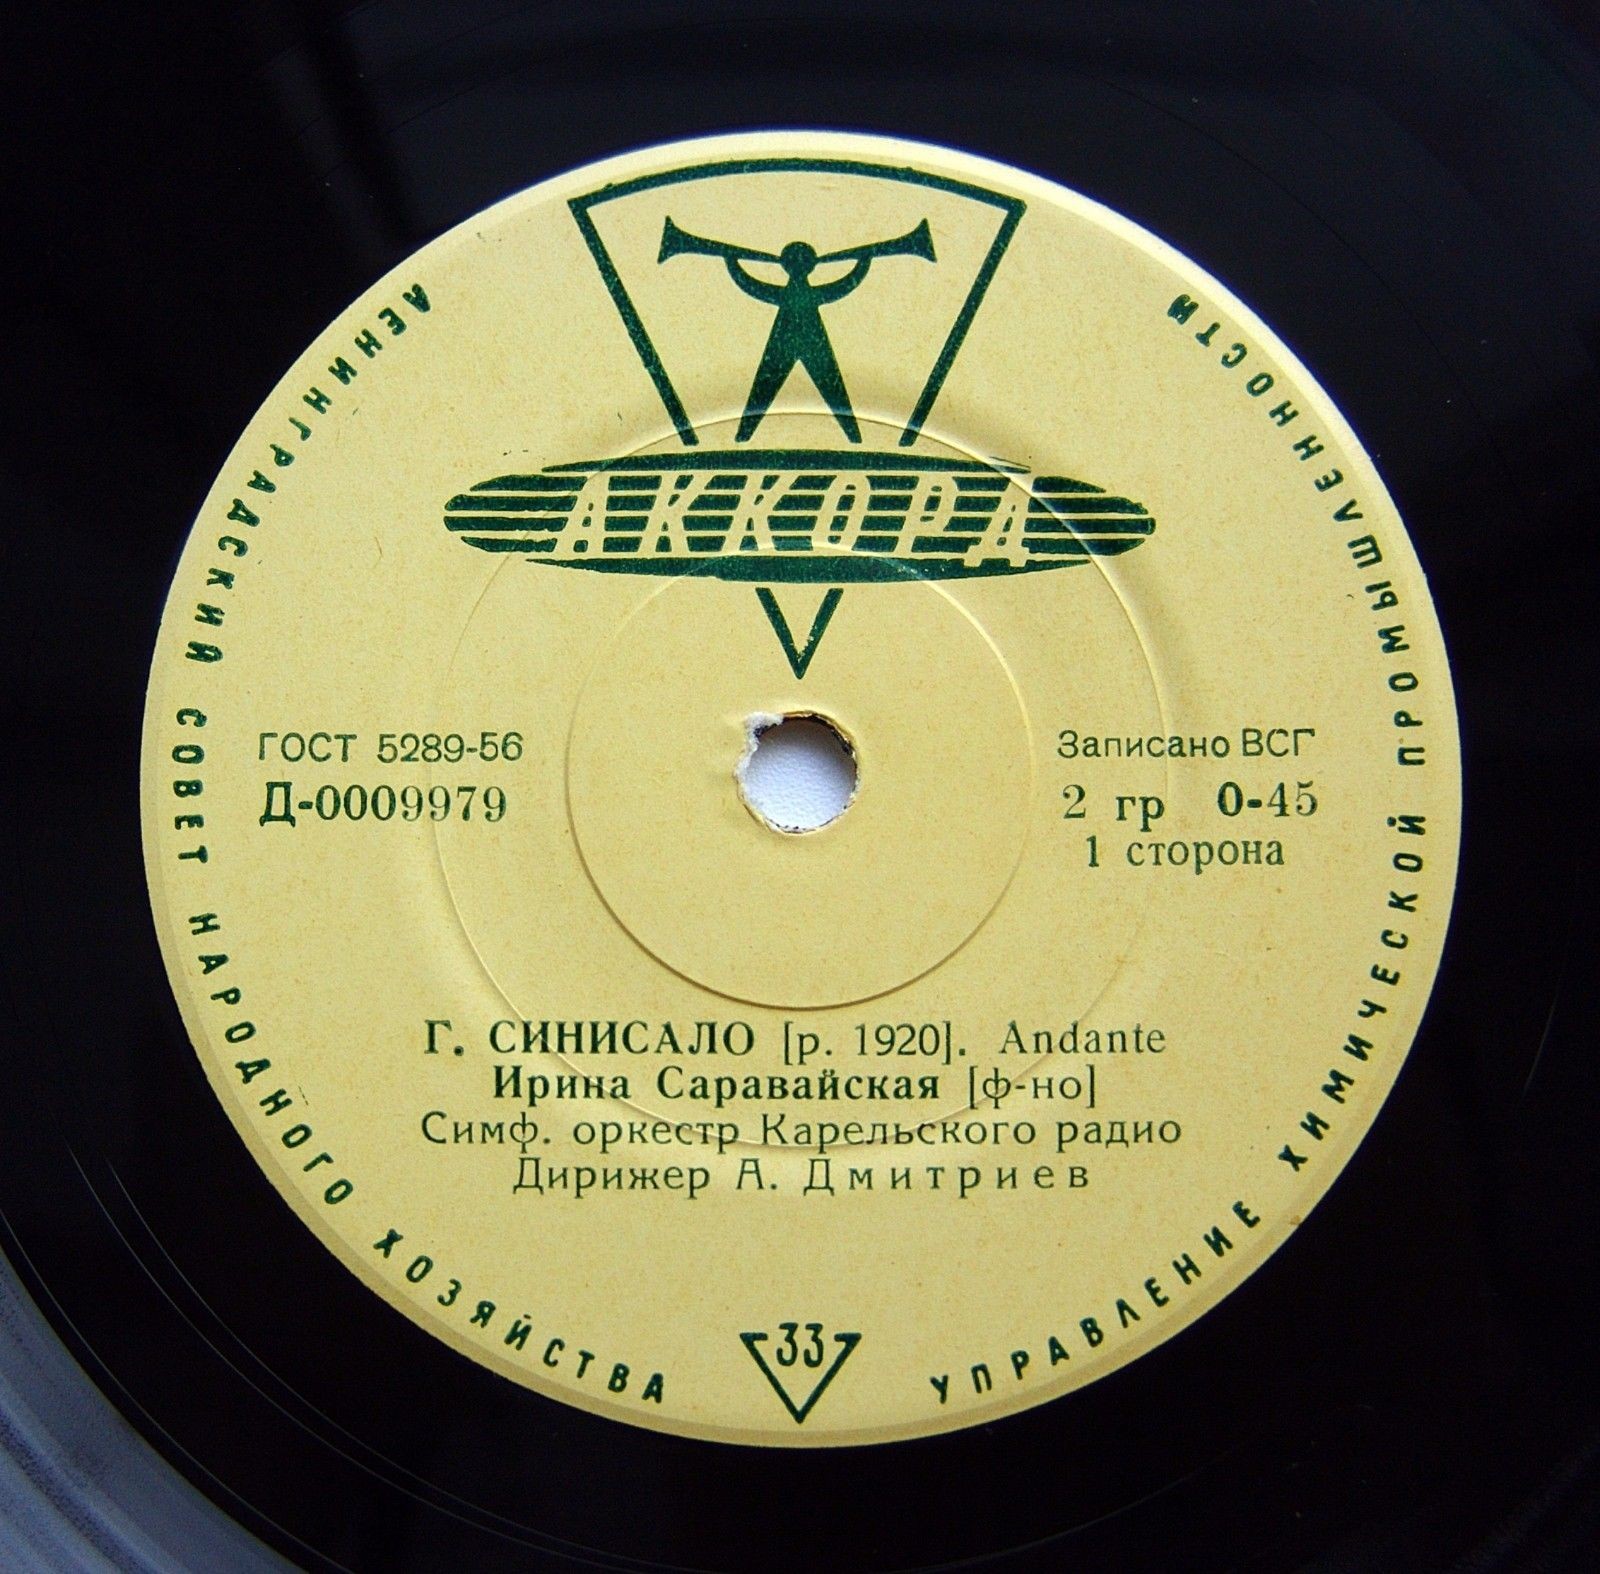 ЛЕНИНГРАДСКИЙ СОВЕТ НАРОДНОГО ХОЗЯЙСТВА
УПРАВЛЕНИЕ ХИМИЧЕСКОЙ ПРОМЫШЛЕННОСТИ
АККОРД
ГОСТ 5289-56
Д-0009979
Записано ВСГ
2 гр 0-45
1 сторона
Г. СИНИСАЛО [р. 1920]. Andante
Ирина Саравайская [ф-но]
Симф. оркестр Карельского радио
Дирижер А. Дмитриев
33